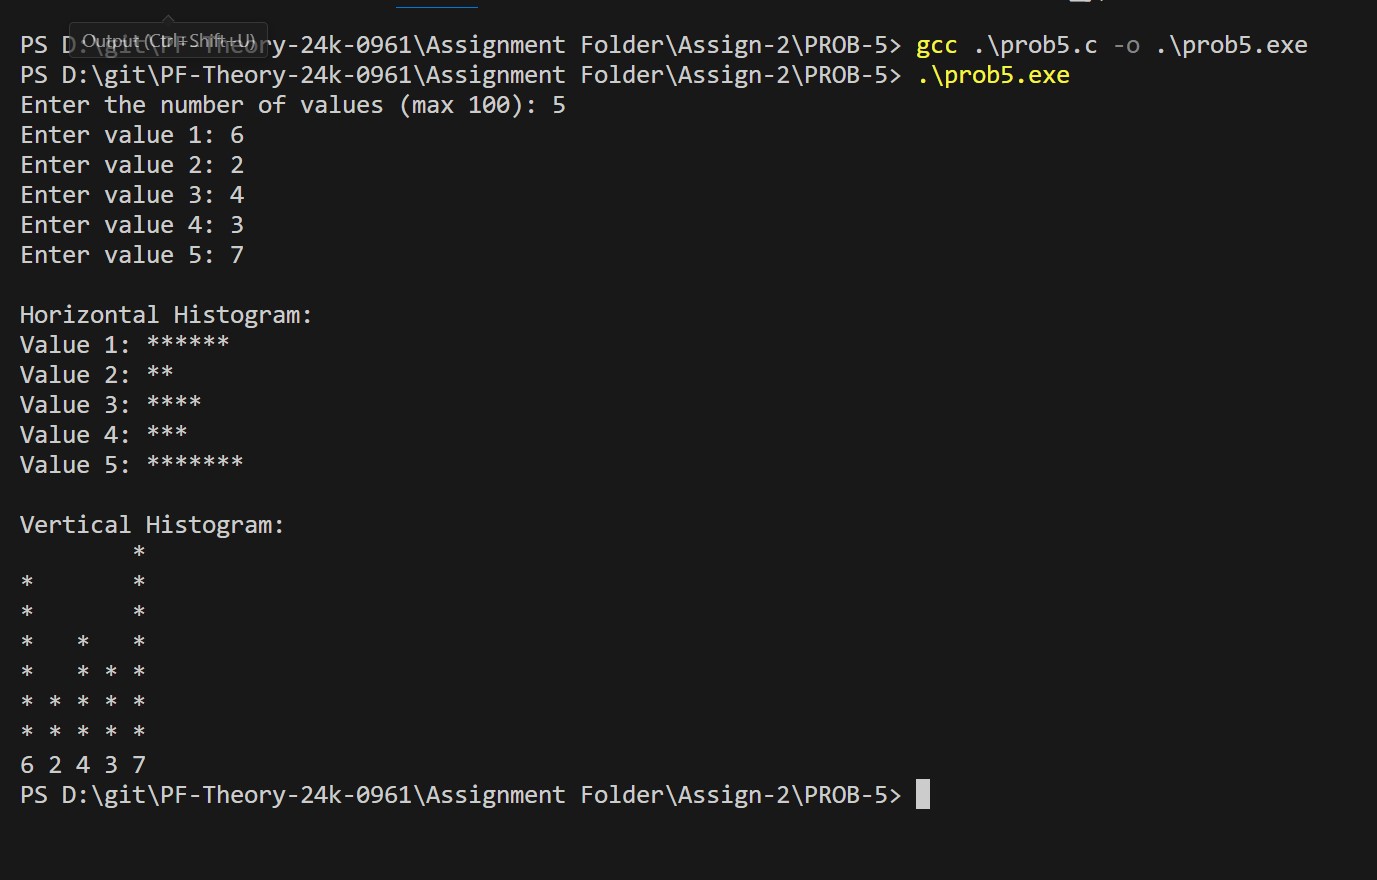 Output (Ctrl+Shift+U)
PS D:\git\PF-Theory-24k-0961\Assignment Folder\Assign-2\PROB-5> gcc .\prob5.c -o .\prob5.exe
PS D:\git\PF-Theory-24k-0961\Assignment Folder\Assign-2\PROB-5> .\prob5.exe
Enter the number of values (max 100): 5
Enter value 1: 6
Enter value 2: 2
Enter value 3: 4
Enter value 4: 3
Enter value 5: 7

Horizontal Histogram:
Value 1: ******
Value 2: **
Value 3: ****
Value 4: ***
Value 5: *******

Vertical Histogram:
        *
*       *
*       *
*   *   *
*   * * *
* * * * *
* * * * *
6 2 4 3 7
PS D:\git\PF-Theory-24k-0961\Assignment Folder\Assign-2\PROB-5>